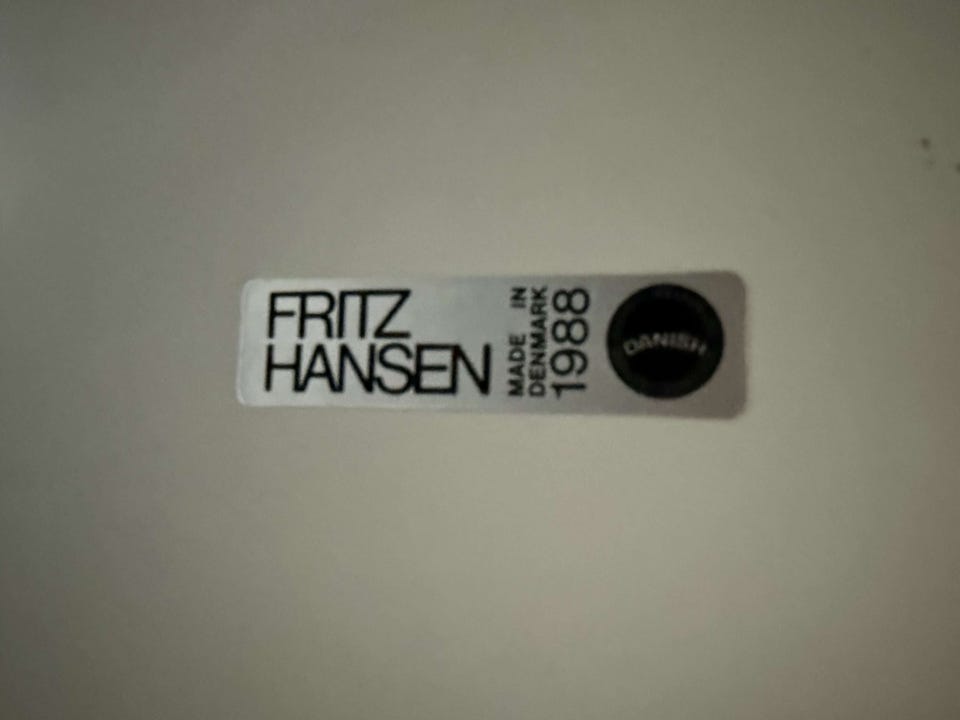 FRITZ
HANSEN
MADE IN
DENMARK
1988
DANISH